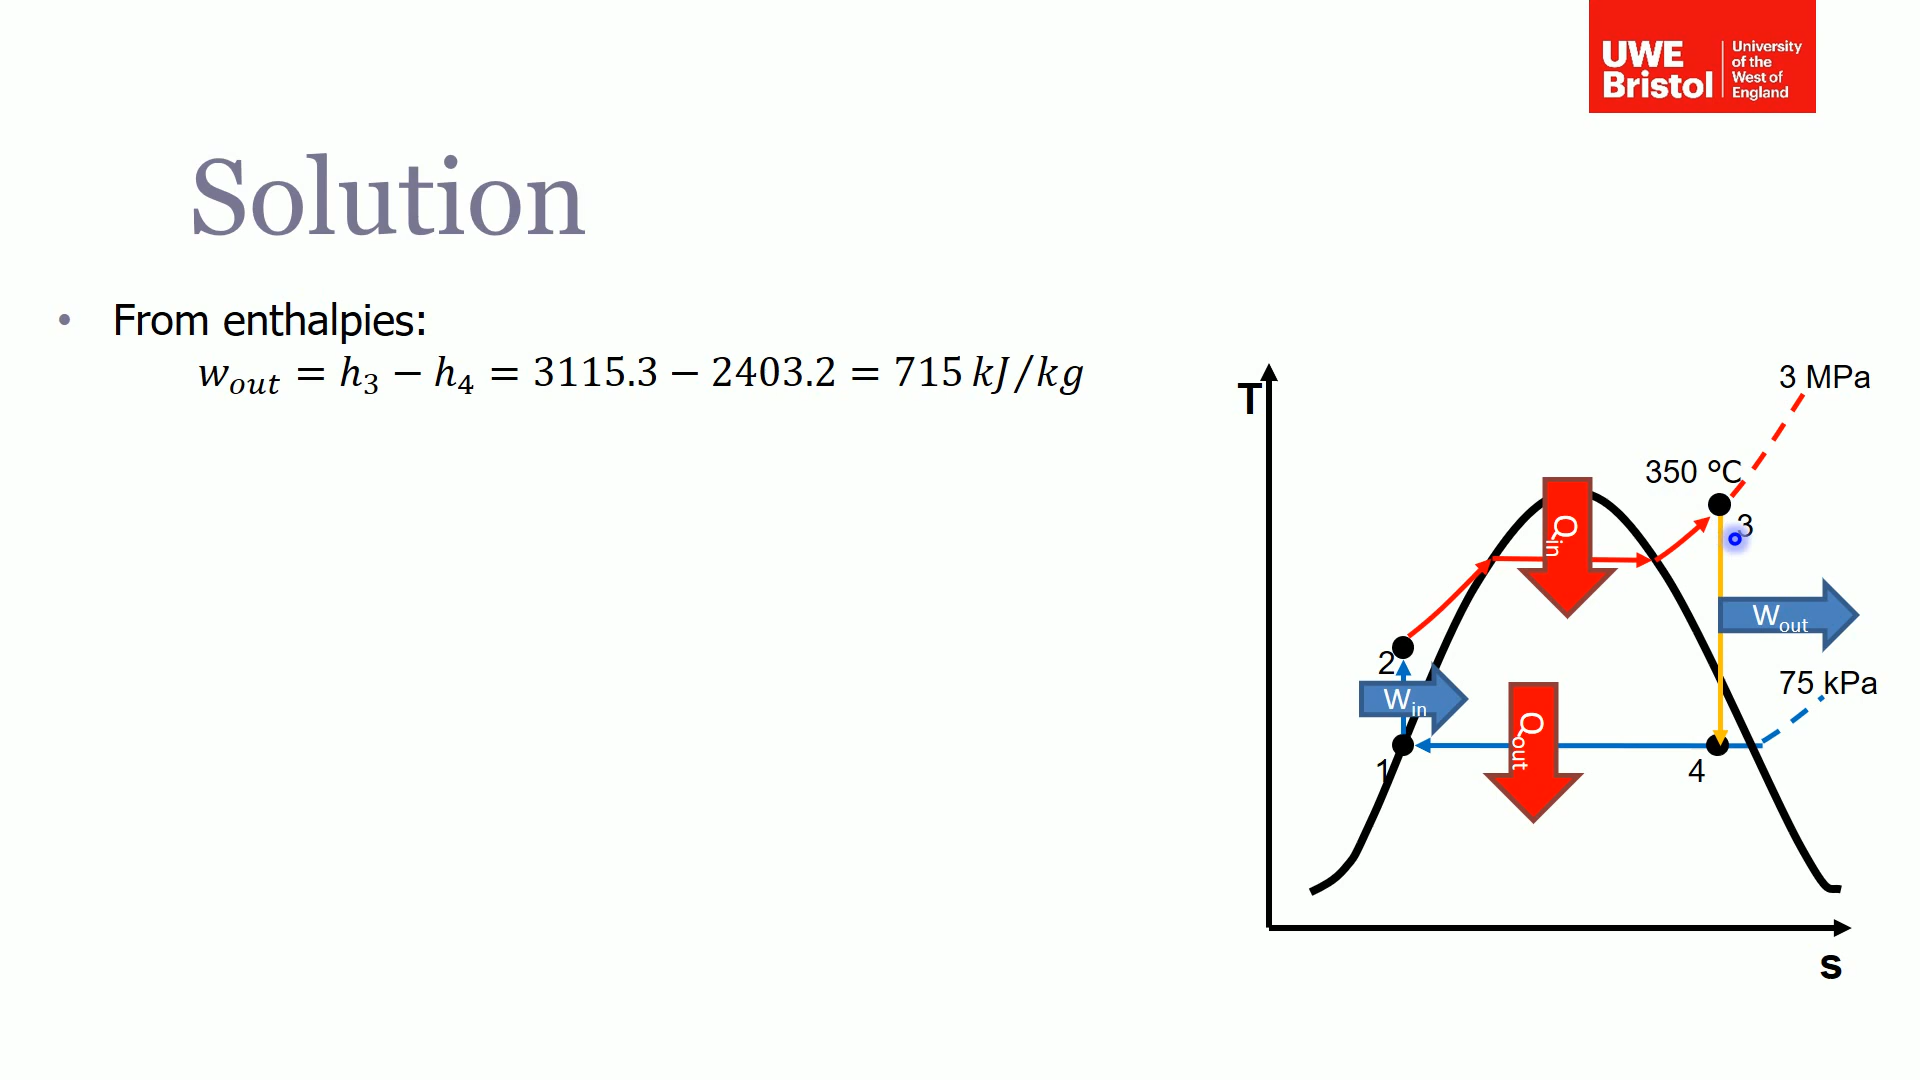 UWE
Bristol
University
of the
West of
England
Solution
• From enthalpies:
w_out = h_3 − h_4 = 3115.3 − 2403.2 = 715 kJ/kg
T
3 MPa
350 °C
3
Q_in
W_out
2
W_in
75 kPa
Q_out
1
4
s